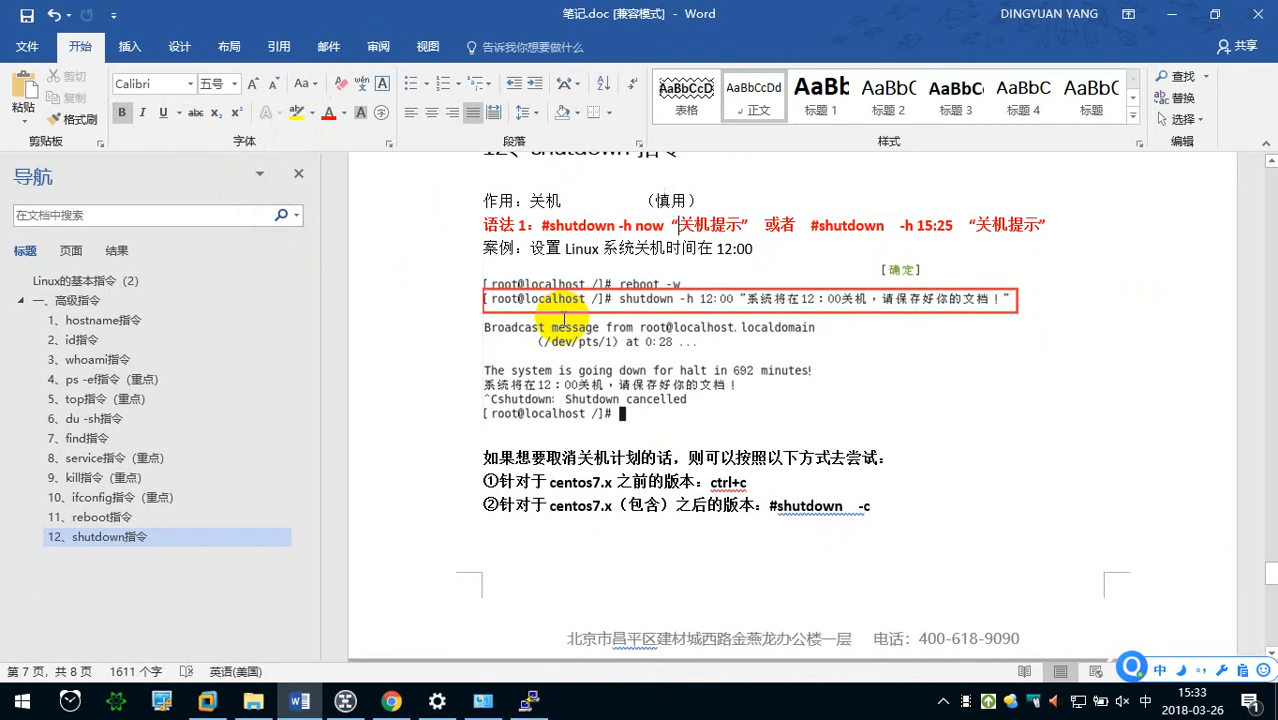 笔记.doc [兼容模式] - Word
DINGYUAN YANG
文件 开始 插入 设计 布局 引用 邮件 审阅 视图 告诉我你想要做什么 共享
粘贴 剪切 复制 格式刷
Calibri 五号
AaBbCcD 表格
AaBbCcDd 正文
AaBb 标题 1
AaBbC 标题 2
AaBbC 标题 3
AaBbC 标题 4
AaBbC 标题
查找
替换
选择
剪贴板 字体 段落 样式 编辑
导航
在文档中搜索
标题 页面 结果
Linux的基本指令(2)
一、高级指令
1、hostname指令
2、id指令
3、whoami指令
4、ps -ef指令(重点)
5、top指令(重点)
6、du -sh指令
7、find指令
8、service指令(重点)
9、kill指令(重点)
10、ifconfig指令(重点)
11、reboot指令
12、shutdown指令
12、shutdown 指令
作用:关机 (慎用)
语法 1:#shutdown -h now “关机提示” 或者 #shutdown -h 15:25 “关机提示”
案例:设置 Linux 系统关机时间在 12:00
[确定]
[root@localhost /]# reboot -w
[root@localhost /]# shutdown -h 12:00 "系统将在12:00关机,请保存好你的文档!"
Broadcast message from root@localhost.localdomain
(/dev/pts/1) at 0:28 ...
The system is going down for halt in 692 minutes!
系统将在12:00关机,请保存好你的文档!
^Cshutdown: Shutdown cancelled
[root@localhost /]#
如果想要取消关机计划的话,则可以按照以下方式去尝试:
①针对于 centos7.x 之前的版本:ctrl+c
②针对于 centos7.x(包含)之后的版本:#shutdown -c
北京市昌平区建材城西路金燕龙办公楼一层 电话:400-618-9090
第 7 页,共 8 页 1611 个字 英语(美国)
中
中
15:33
2018-03-26